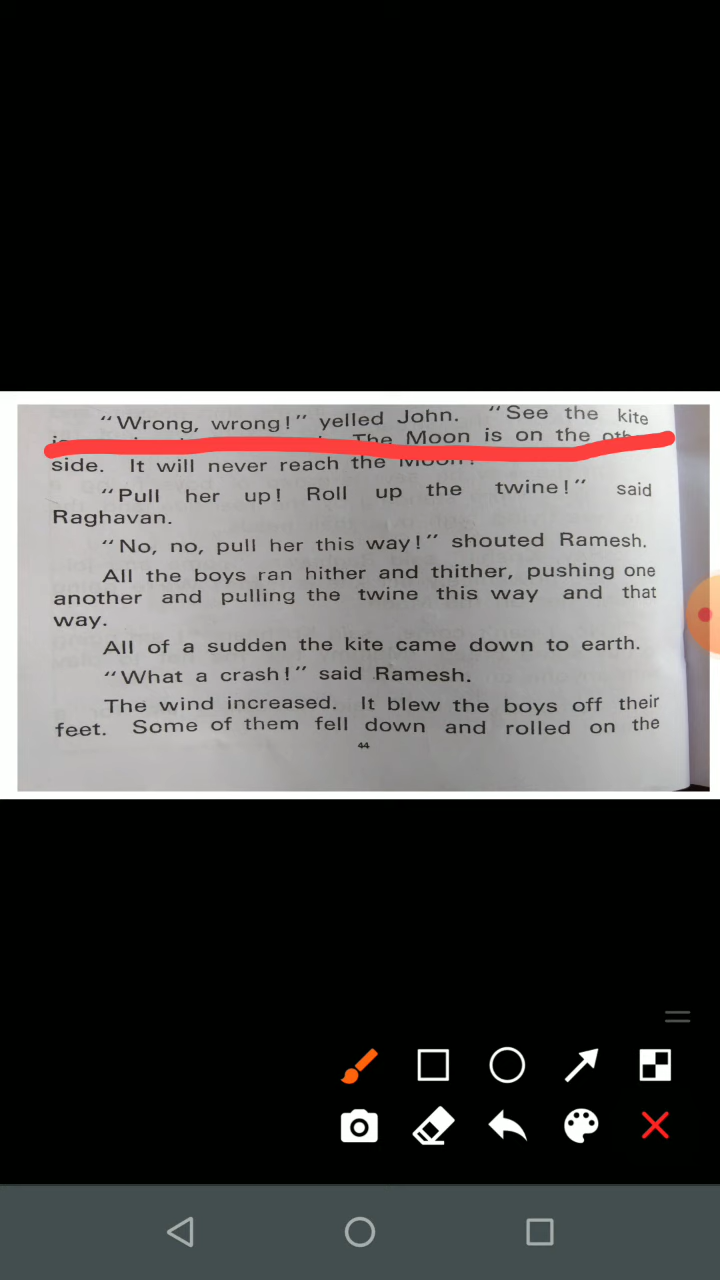 "Wrong, wrong!" yelled John. "See the kite
The Moon is on the
side. It will never reach the Moon!"
"Pull her up! Roll up the twine!" said
Raghavan.
"No, no, pull her this way!" shouted Ramesh.
All the boys ran hither and thither, pushing one
another and pulling the twine this way and that
way.
All of a sudden the kite came down to earth.
"What a crash!" said Ramesh.
The wind increased. It blew the boys off their
feet. Some of them fell down and rolled on the
44